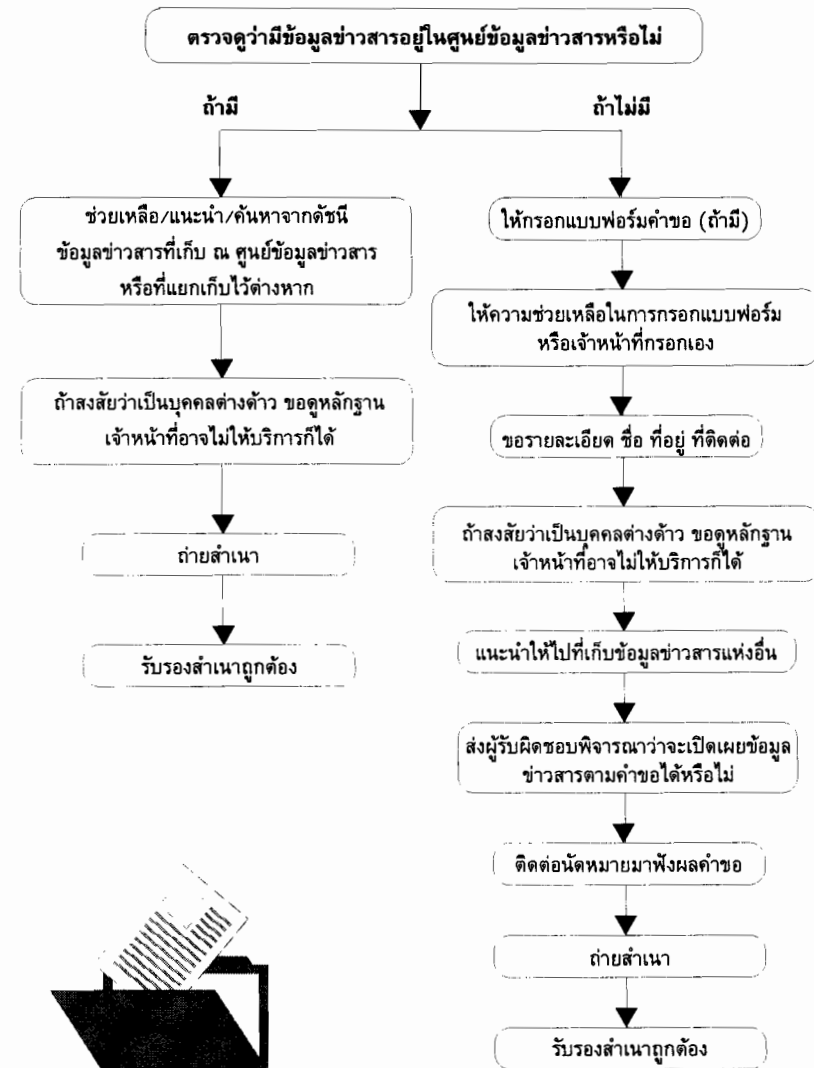 ตรวจดูว่ามีข้อมูลข่าวสารอยู่ในศูนย์ข้อมูลข่าวสารหรือไม่
ถ้ามี
ช่วยเหลือ/แนะนำ/ค้นหาจากดัชนี
ข้อมูลข่าวสารที่เก็บ ณ ศูนย์ข้อมูลข่าวสาร
หรือที่แยกเก็บไว้ต่างหาก
ถ้าสงสัยว่าเป็นบุคคลต่างด้าว ขอดูหลักฐาน
เจ้าหน้าที่อาจไม่ให้บริการก็ได้
ถ่ายสำเนา
รับรองสำเนาถูกต้อง
ถ้าไม่มี
ให้กรอกแบบฟอร์มคำขอ (ถ้ามี)
ให้ความช่วยเหลือในการกรอกแบบฟอร์ม
หรือเจ้าหน้าที่กรอกเอง
ขอรายละเอียด ชื่อ ที่อยู่ ที่ติดต่อ
ถ้าสงสัยว่าเป็นบุคคลต่างด้าว ขอดูหลักฐาน
เจ้าหน้าที่อาจไม่ให้บริการก็ได้
แนะนำให้ไปที่เก็บข้อมูลข่าวสารแห่งอื่น
ส่งผู้รับผิดชอบพิจารณาว่าจะเปิดเผยข้อมูล
ข่าวสารตามคำขอได้หรือไม่
ติดต่อนัดหมายมาฟังผลคำขอ
ถ่ายสำเนา
รับรองสำเนาถูกต้อง